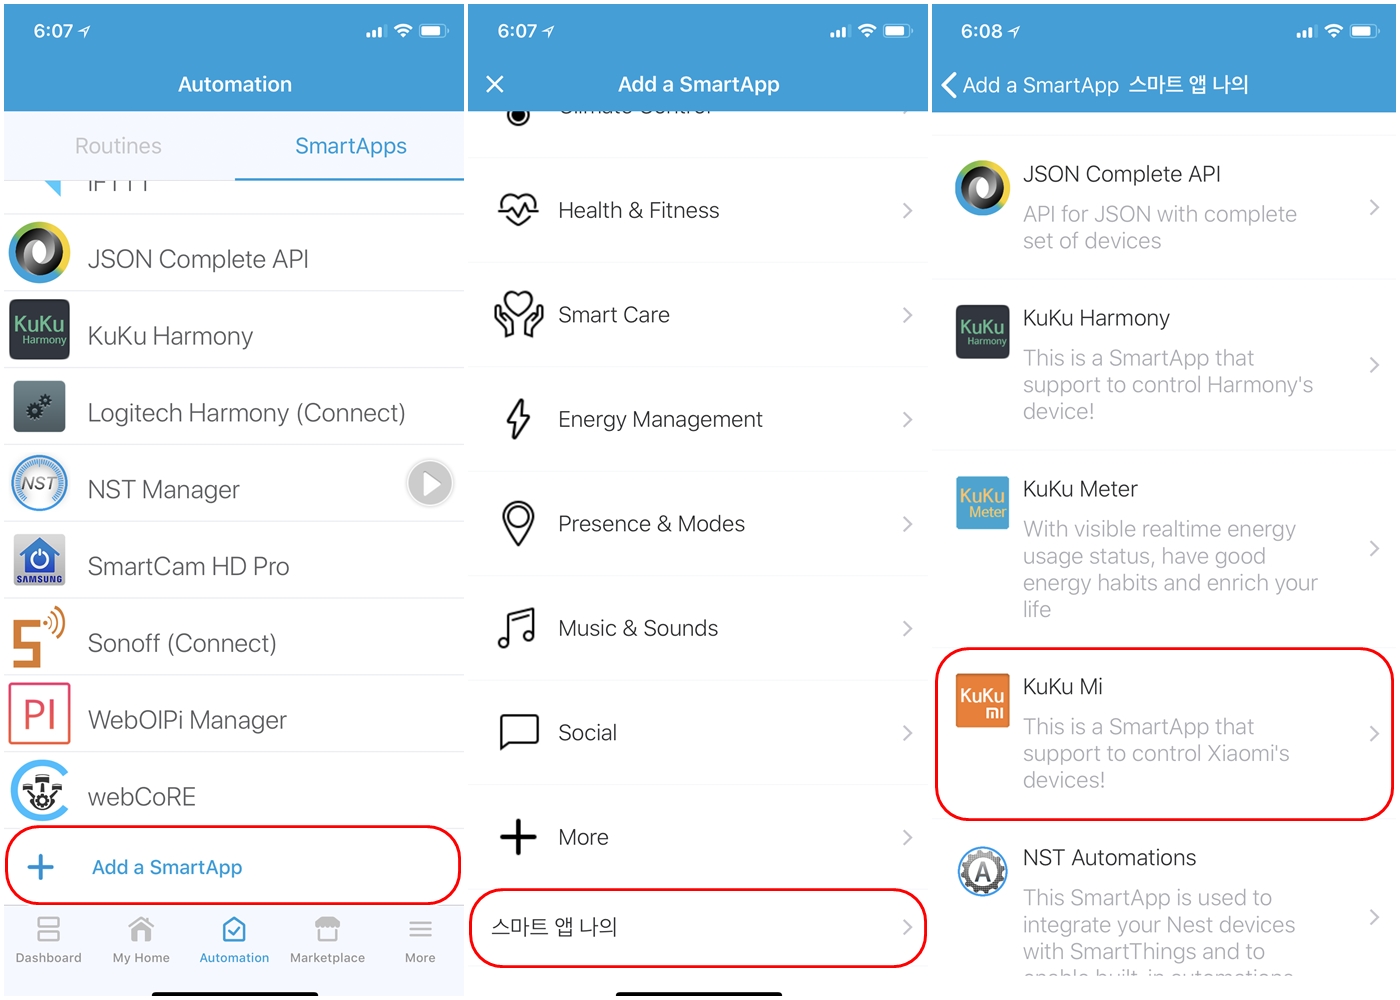 6:07
Automation
Routines
SmartApps
IFTTT
JSON Complete API
KuKu
Harmony
KuKu Harmony
Logitech Harmony (Connect)
NST
NST Manager
SAMSUNG
SmartCam HD Pro
Sonoff (Connect)
PI
WebOIPi Manager
webCoRE
Add a SmartApp
Dashboard
My Home
Automation
Marketplace
More
6:07
Add a SmartApp
Climate Control
Health & Fitness
Smart Care
Energy Management
Presence & Modes
Music & Sounds
Social
More
스마트 앱 나의
6:08
Add a SmartApp 스마트 앱 나의
JSON Complete API
API for JSON with complete
set of devices
KuKu
Harmony
KuKu Harmony
This is a SmartApp that
support to control Harmony's
device!
KuKu
Meter
KuKu Meter
With visible realtime energy
usage status, have good
energy habits and enrich your
life
KuKu
mi
KuKu Mi
This is a SmartApp that
support to control Xiaomi's
devices!
A
NST Automations
This SmartApp is used to
integrate your Nest devices
with SmartThings and to
enable built-in automations